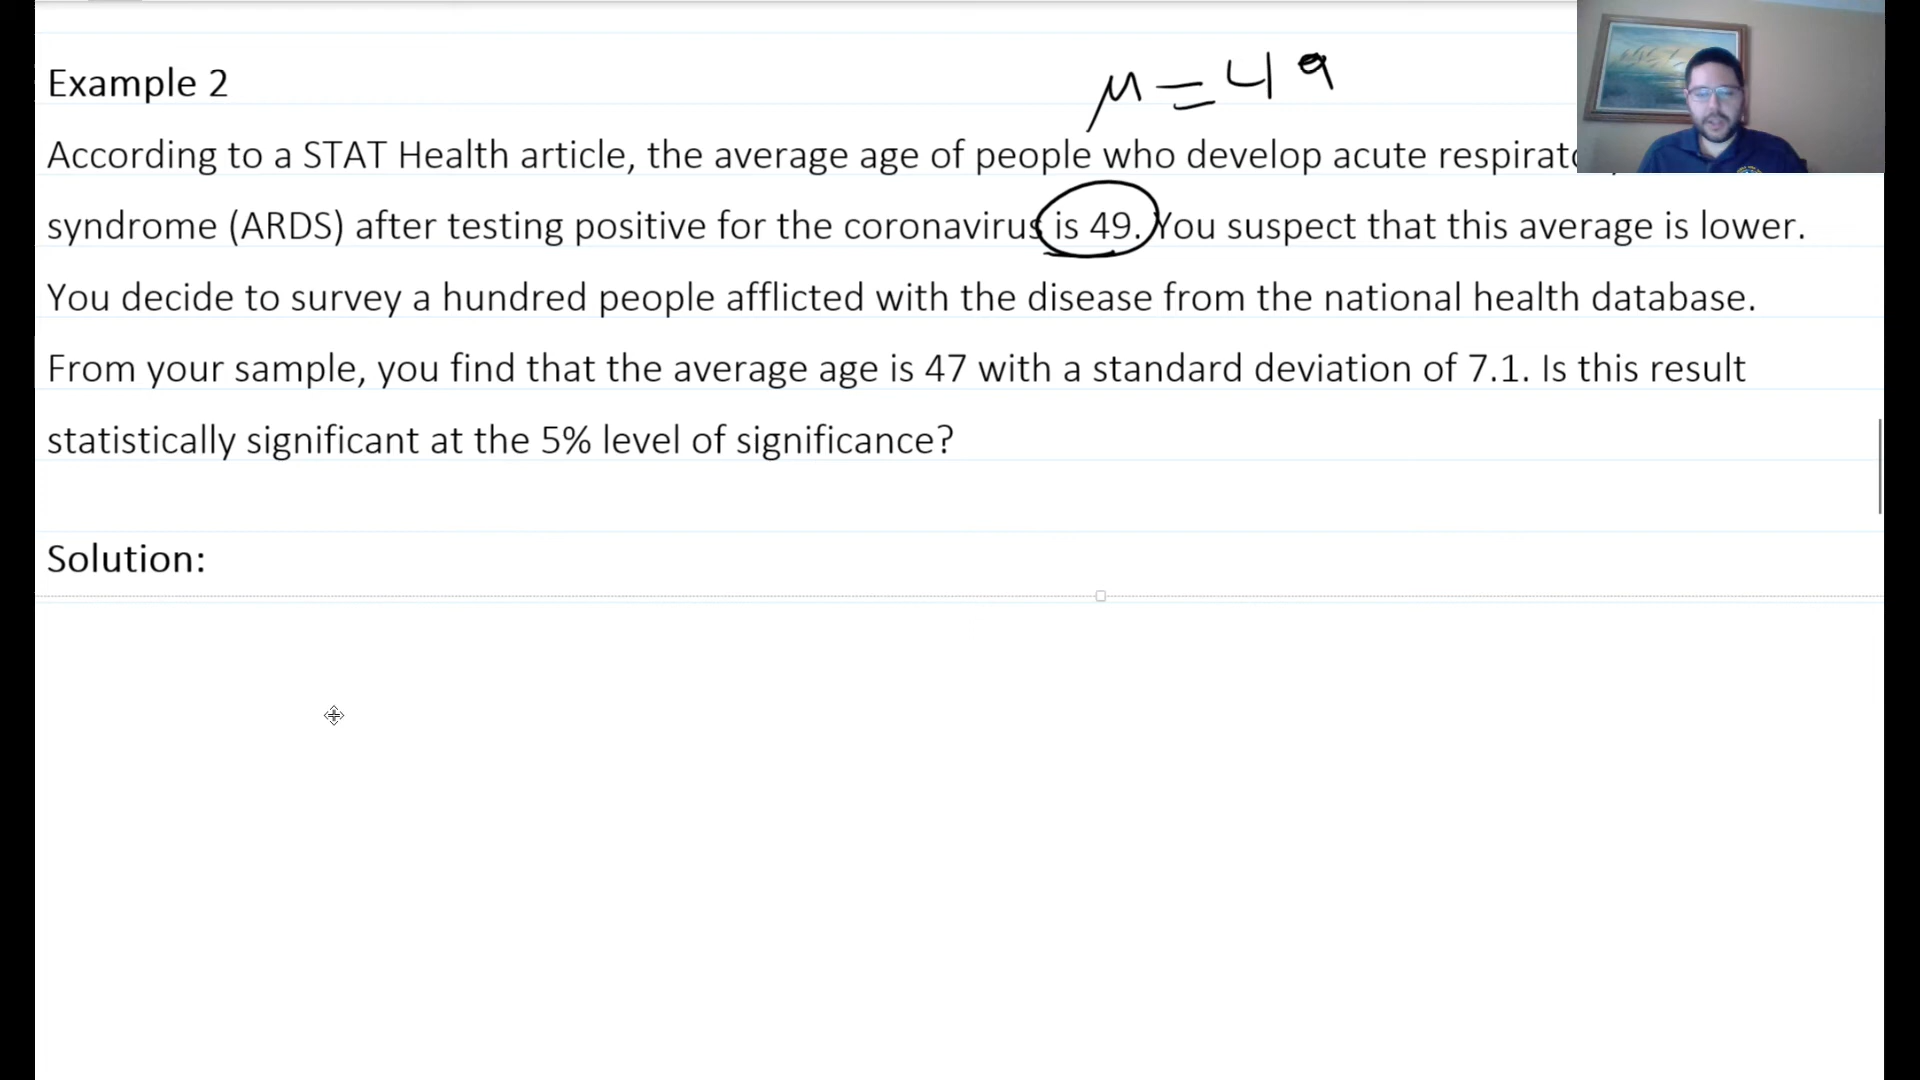 μ = 49
Example 2
According to a STAT Health article, the average age of people who develop acute
syndrome (ARDS) after testing positive for the coronavirus is 49. You suspect that this average is lower.
You decide to survey a hundred people afflicted with the disease from the national health database.
From your sample, you find that the average age is 47 with a standard deviation of 7.1. Is this result
statistically significant at the 5% level of significance?
Solution: